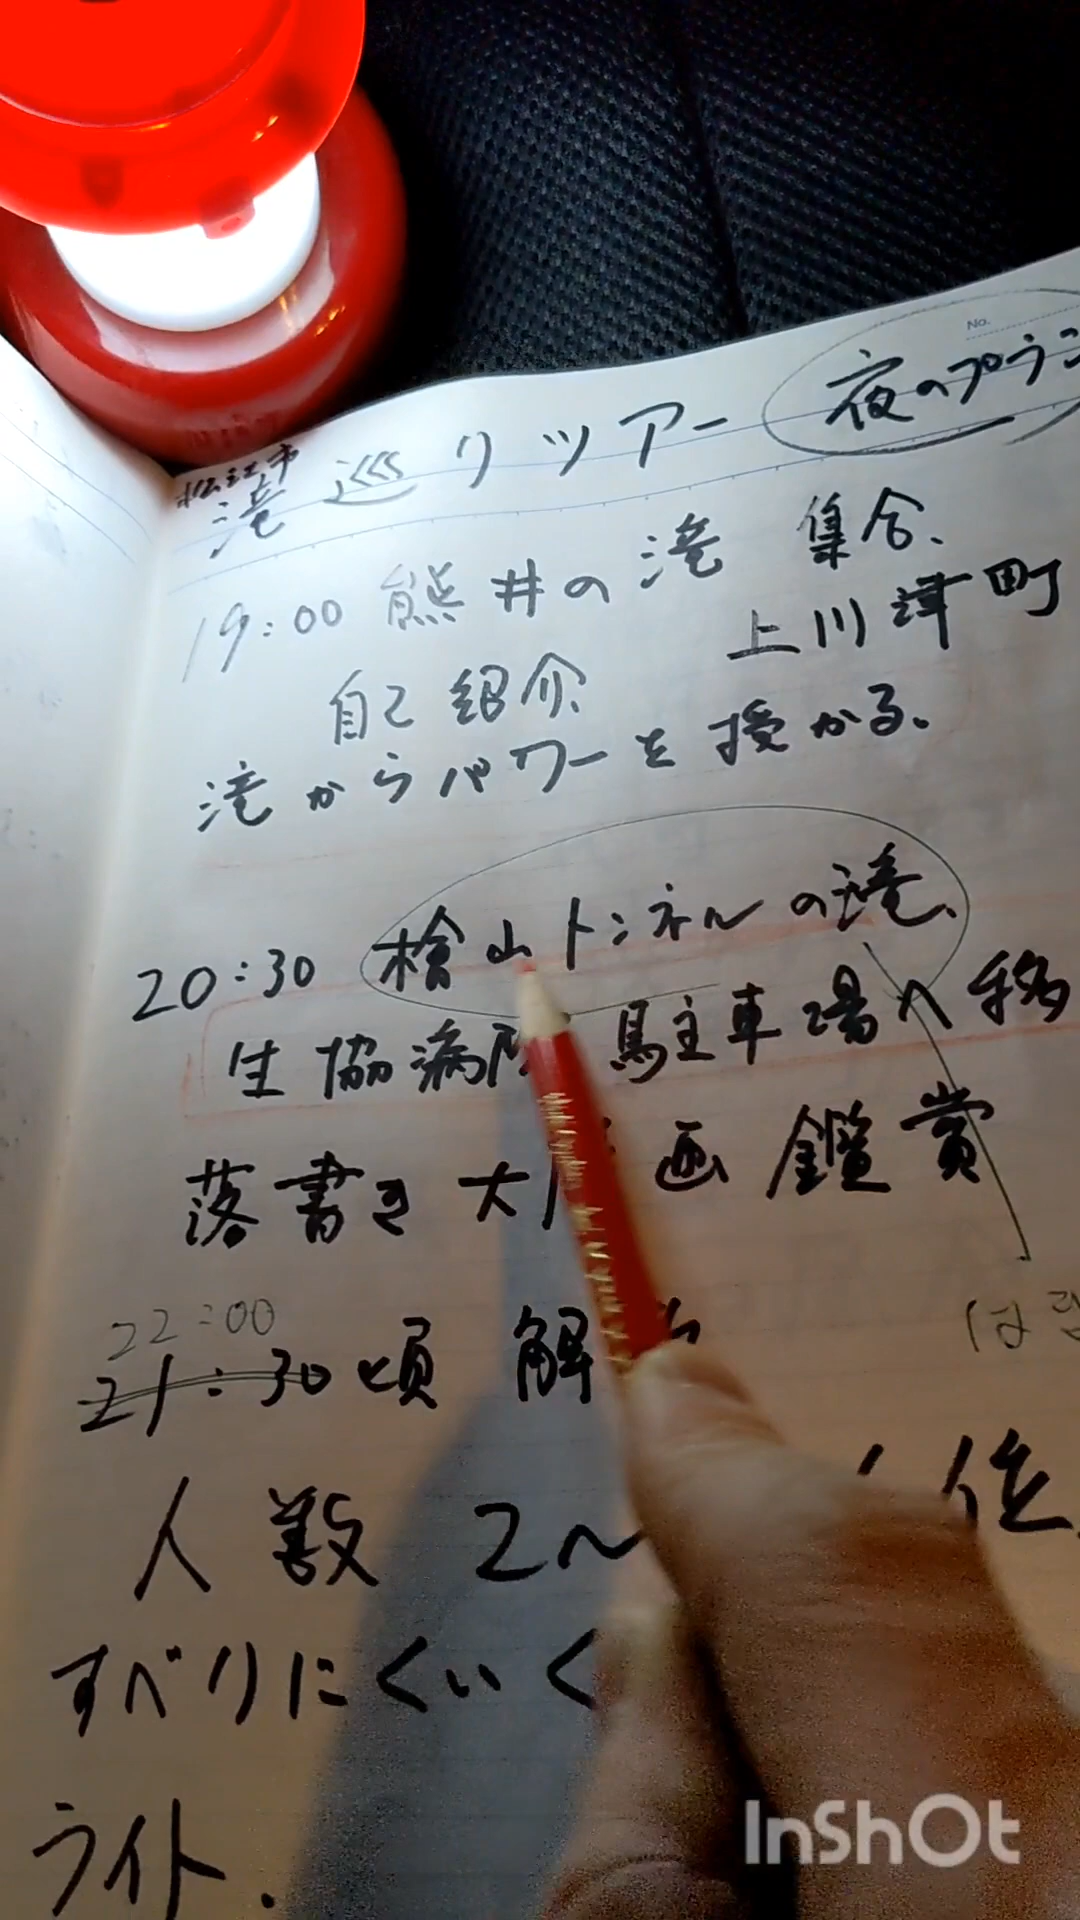 No.
松江市
滝巡りツアー 夜のプラン
19:00 熊井の滝 集合、
上川津町
自己紹介、
滝からパワーを授かる。
20:30 檜山トンネルの滝、
生協病院 駐車場へ移
落書き大 画鑑賞
22:00
21:30頃 解
は
人数 2～
すべりにくいく
ライト.
InShOt